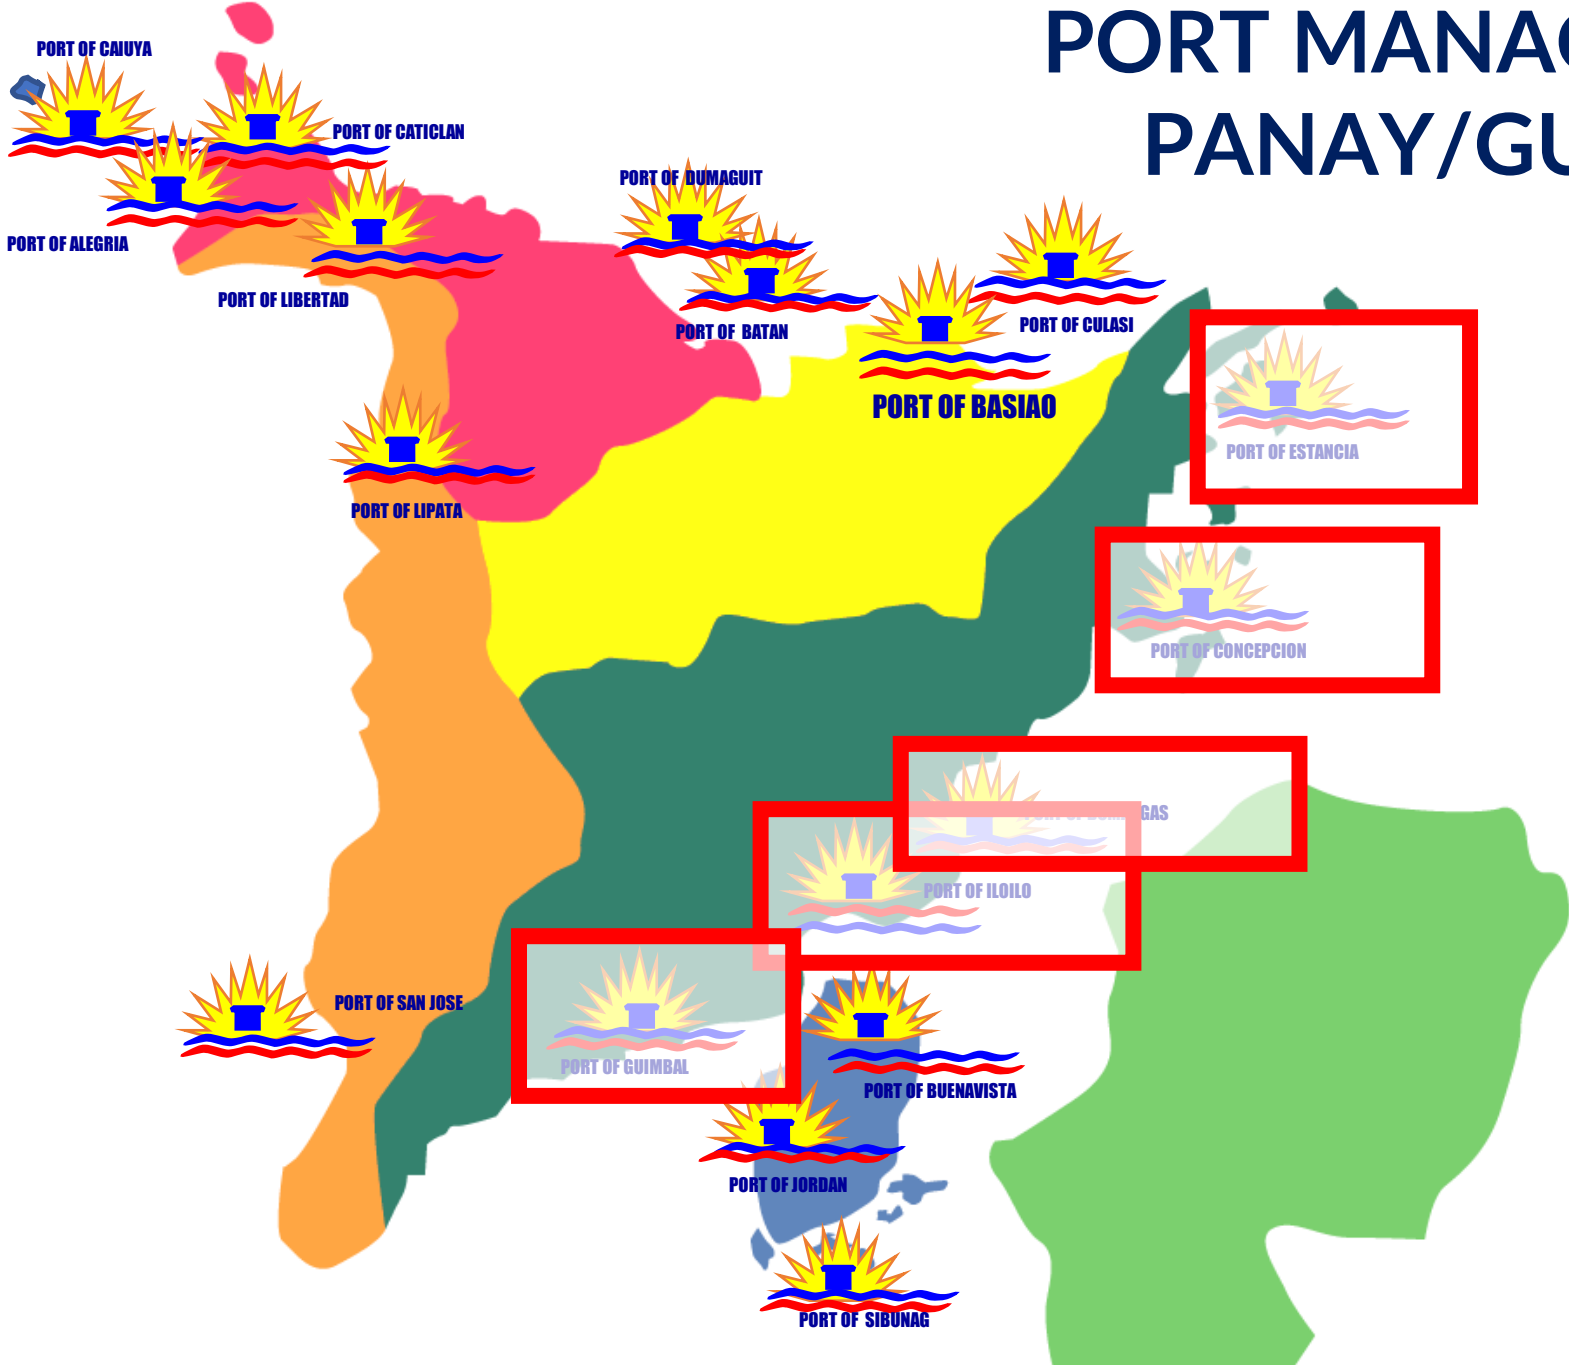 PORT MANAG
PANAY/GU
PORT OF CAIUYA
PORT OF CATICLAN
PORT OF DUMAGUIT
PORT OF ALEGRIA
PORT OF LIBERTAD
PORT OF BATAN
PORT OF CULASI
PORT OF BASIAO
PORT OF ESTANCIA
PORT OF LIPATA
PORT OF CONCEPCION
GAS
PORT OF ILOILO
PORT OF SAN JOSE
PORT OF GUIMBAL
PORT OF BUENAVISTA
PORT OF JORDAN
PORT OF SIBUNAG